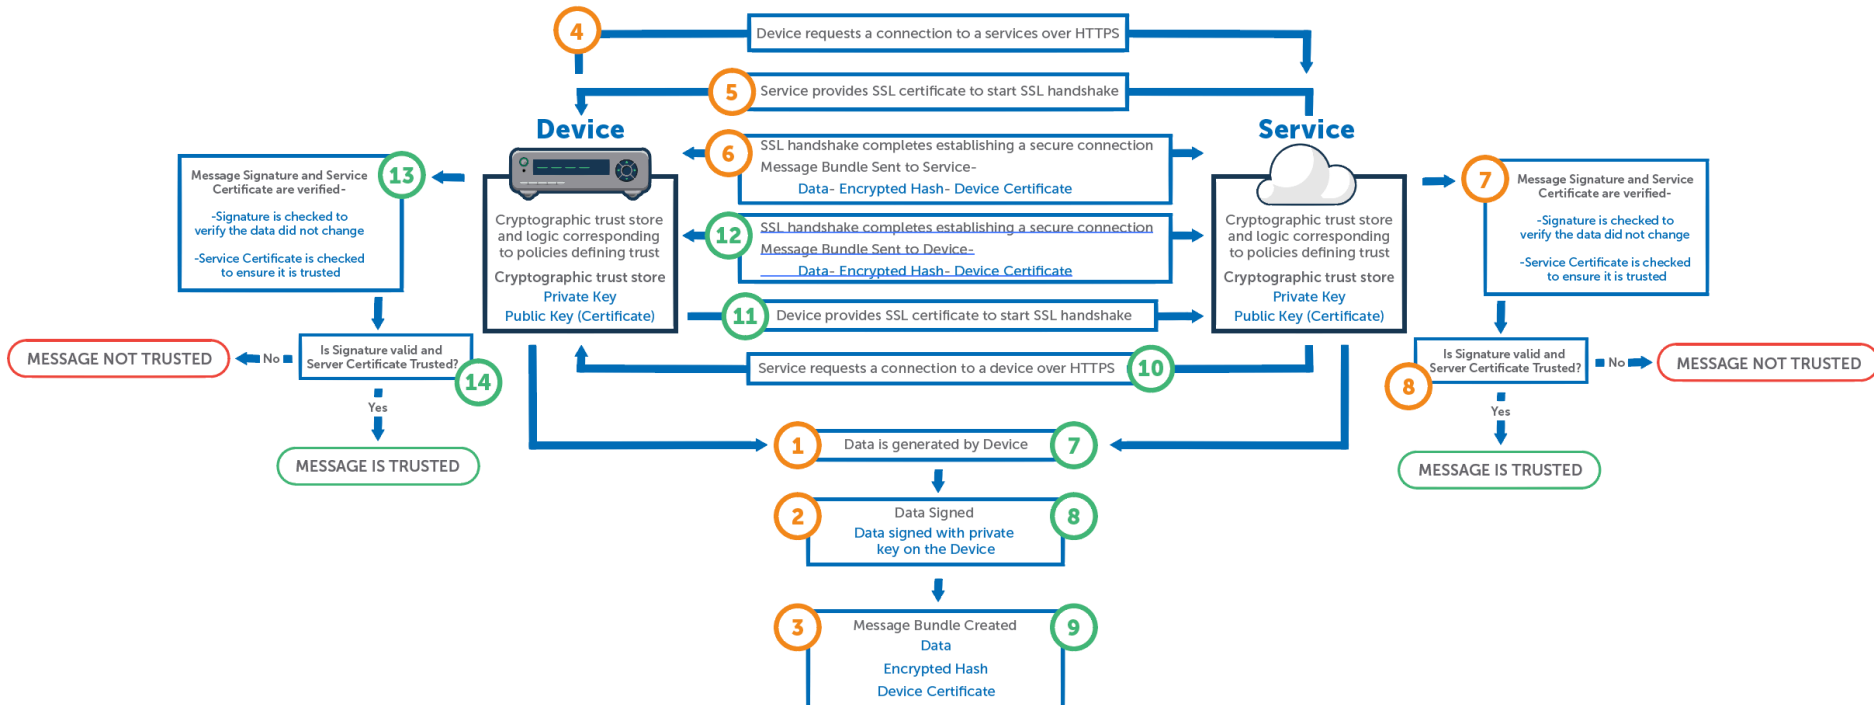 4
Device requests a connection to a services over HTTPS
5
Service provides SSL certificate to start SSL handshake
Device
Service
6
SSL handshake completes establishing a secure connection
Message Bundle Sent to Service-
Data- Encrypted Hash- Device Certificate
13
Message Signature and Service
Certificate are verified-
-Signature is checked to
verify the data did not change
-Service Certificate is checked
to ensure it is trusted
Cryptographic trust store
and logic corresponding
to policies defining trust
Cryptographic trust store
Private Key
Public Key (Certificate)
12
SSL handshake completes establishing a secure connection
Message Bundle Sent to Device-
Data- Encrypted Hash- Device Certificate
11
Device provides SSL certificate to start SSL handshake
Service requests a connection to a device over HTTPS
10
Cryptographic trust store
and logic corresponding
to policies defining trust
Cryptographic trust store
Private Key
Public Key (Certificate)
7
Message Signature and Service
Certificate are verified-
-Signature is checked to
verify the data did not change
-Service Certificate is checked
to ensure it is trusted
MESSAGE NOT TRUSTED
No
Is Signature valid and
Server Certificate Trusted?
14
Yes
MESSAGE IS TRUSTED
Is Signature valid and
Server Certificate Trusted?
8
No
MESSAGE NOT TRUSTED
Yes
MESSAGE IS TRUSTED
1
Data is generated by Device
7
2
Data Signed
Data signed with private
key on the Device
8
3
Message Bundle Created
Data
Encrypted Hash
Device Certificate
9